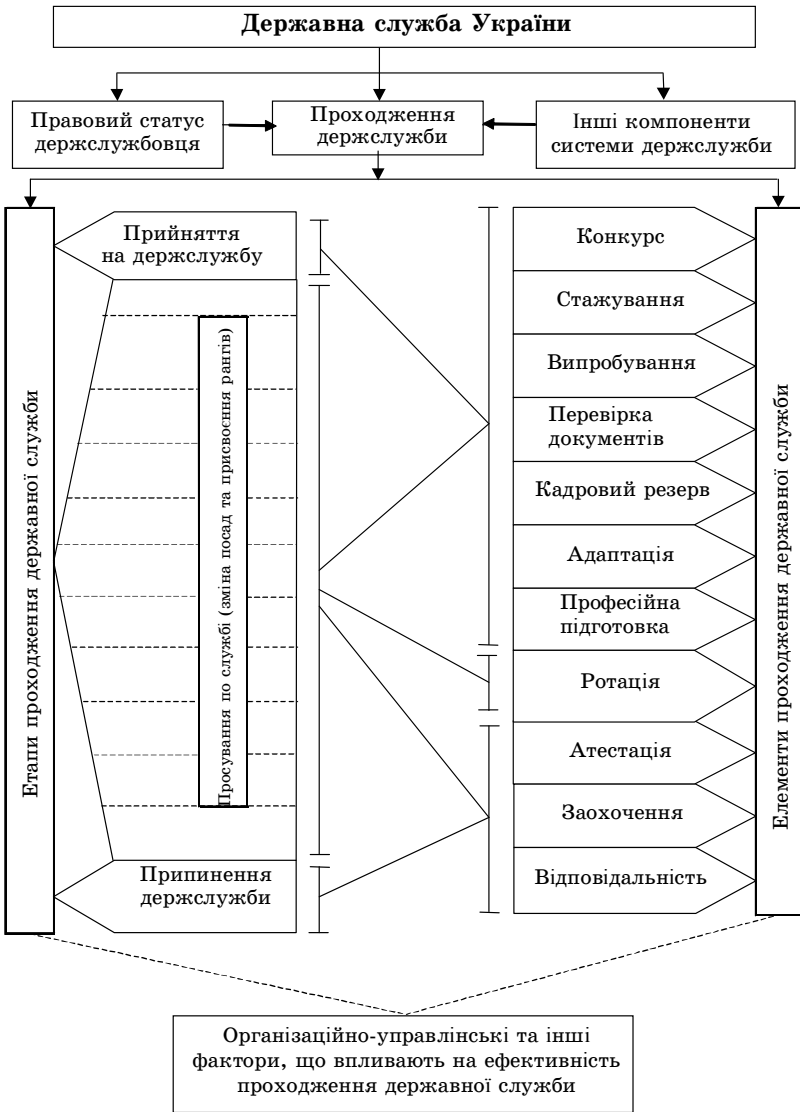 Державна служба України
Правовий статус
держслужбовця
Проходження
держслужби
Інші компоненти
системи держслужби
Етапи проходження державної служби
Прийняття
на держслужбу
Просування по службі (зміна посад та присвоєння рангів)
Припинення
держслужби
Конкурс
Стажування
Випробування
Перевірка
документів
Кадровий резерв
Адаптація
Професійна
підготовка
Ротація
Атестація
Заохочення
Відповідальність
Елементи проходження державної служби
Організаційно-управлінські та інші
фактори, що впливають на ефективність
проходження державної служби